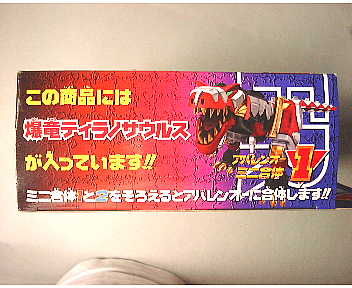 この商品には
爆竜ティラノサウルス
が入っています!!
アバレンオー
ミニ合体 1
ミニ合体1と2をそろえるとアバレンオーに合体します!!